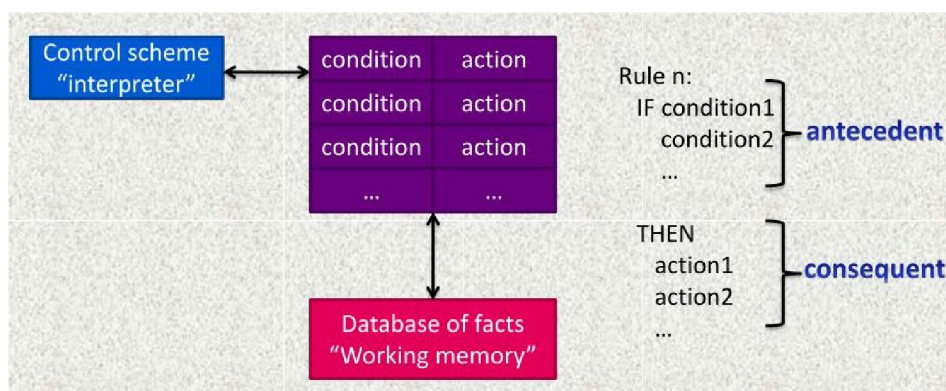 Control scheme
“interpreter”
condition action
condition action
condition action
... ...
Database of facts
“Working memory”
Rule n:
IF condition1
condition2
...
antecedent
THEN
action1
action2
...
consequent